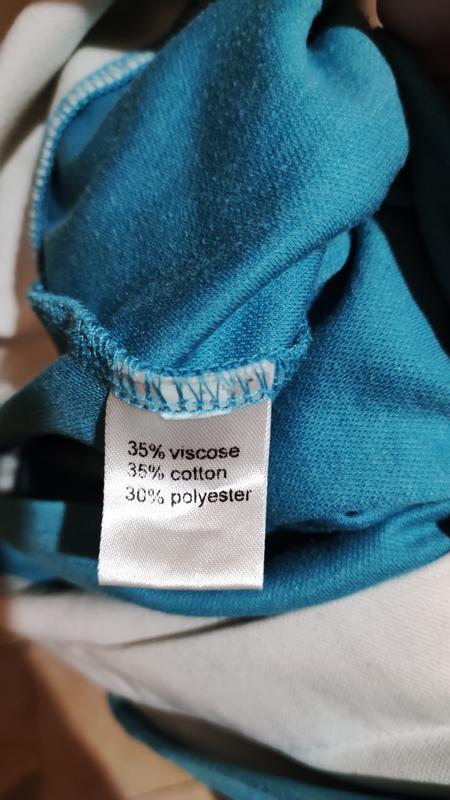 35% viscose
35% cotton
30% polyester